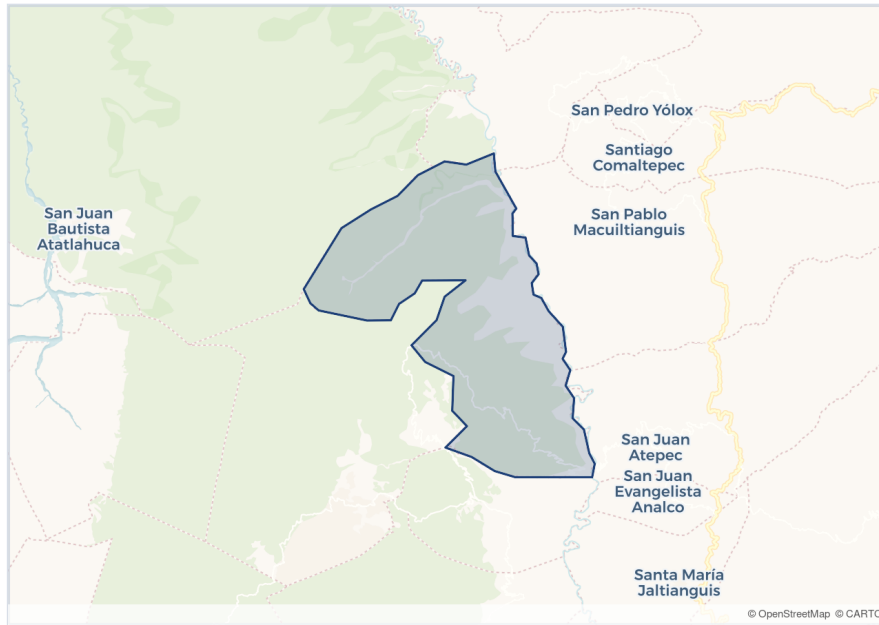 San Pedro Yólox
Santiago
Comaltepec
San Juan
Bautista
Atatlahuca
San Pablo
Macuiltianguis
San Juan
Atepec
San Juan
Evangelista
Analco
Santa María
Jaltianguis
© OpenStreetMap © CARTO